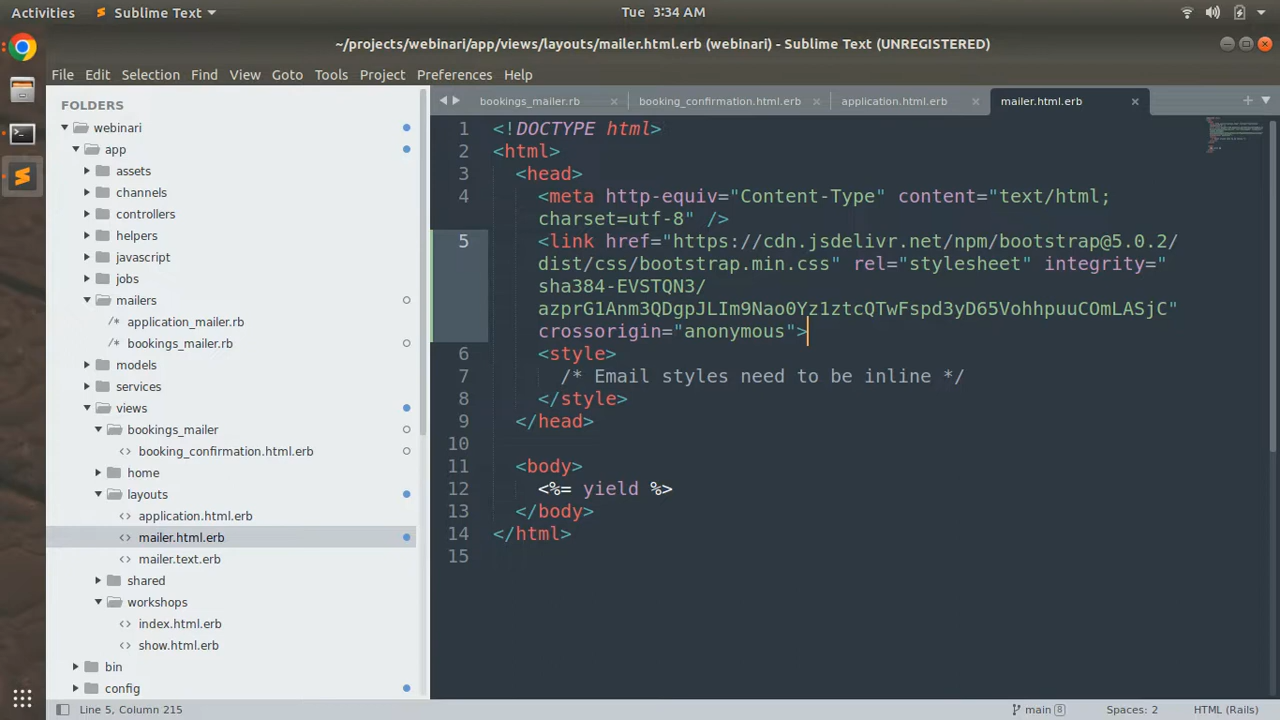 Activities Sublime Text Tue 3:34 AM
~/projects/webinari/app/views/layouts/mailer.html.erb (webinari) - Sublime Text (UNREGISTERED)
File Edit Selection Find View Goto Tools Project Preferences Help
FOLDERS
webinari
app
assets
channels
controllers
helpers
javascript
jobs
mailers
/* application_mailer.rb
/* bookings_mailer.rb
models
services
views
bookings_mailer
<> booking_confirmation.html.erb
home
layouts
<> application.html.erb
<> mailer.html.erb
<> mailer.text.erb
shared
workshops
<> index.html.erb
<> show.html.erb
bin
config
bookings_mailer.rb × booking_confirmation.html.erb × application.html.erb × mailer.html.erb ×
1 <!DOCTYPE html>
2 <html>
3 <head>
4 <meta http-equiv="Content-Type" content="text/html;
charset=utf-8" />
5 <link href="https://cdn.jsdelivr.net/npm/bootstrap@5.0.2/
dist/css/bootstrap.min.css" rel="stylesheet" integrity="
sha384-EVSTQN3/
azprG1Anm3QDgpJLIm9Nao0Yz1ztcQTwFspd3yD65VohhpuuCOmLASjC"
crossorigin="anonymous">
6 <style>
7 /* Email styles need to be inline */
8 </style>
9 </head>
10
11 <body>
12 <%= yield %>
13 </body>
14 </html>
15
Line 5, Column 215 main 8 Spaces: 2 HTML (Rails)